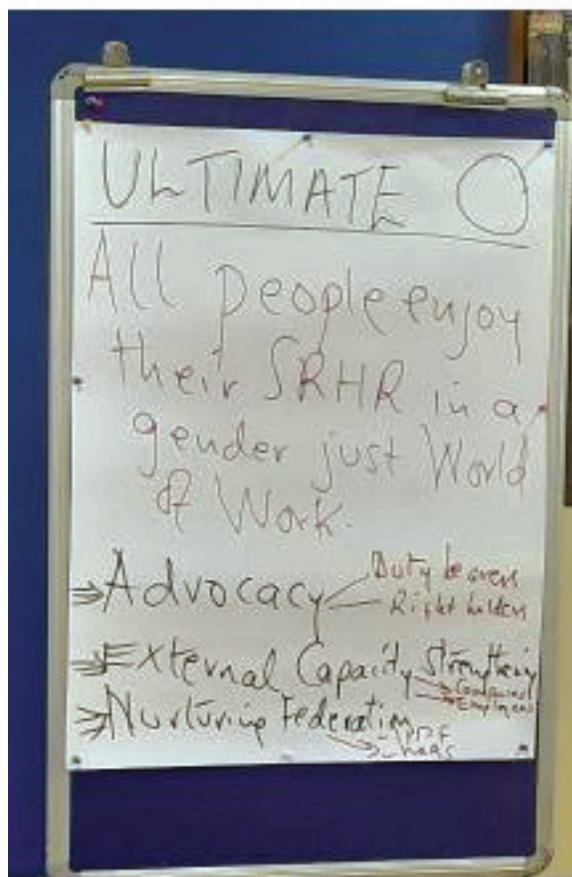 ULTIMATE O
All people enjoy
their SRHR in a
gender just World
of Work.
⇒ Advocacy
Duty bearers
Right holders
⇒ External Capacity Strengthening
⇒ Nurturing Federation